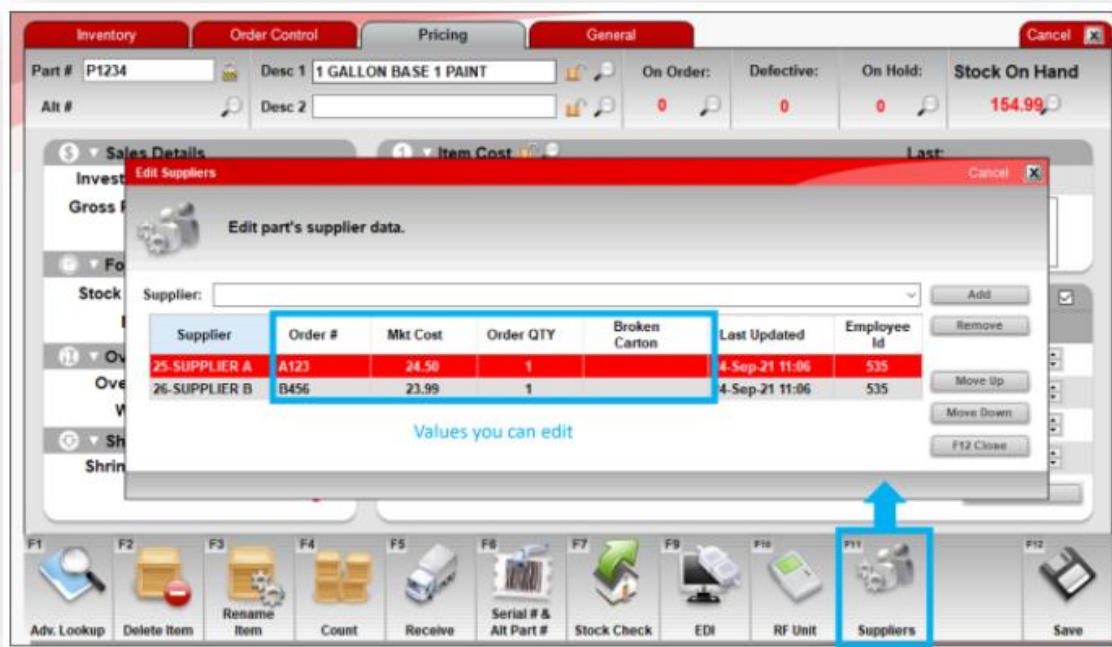 Inventory Order Control Pricing General Cancel
Part # P1234 Desc 1 1 GALLON BASE 1 PAINT On Order: Defective: On Hold: Stock On Hand
Alt # Desc 2 0 0 0 154.99
Sales Details Item Cost Last:
Edit Suppliers Cancel
Edit part's supplier data.
Stock
Supplier: Add
Supplier Order # Mkt Cost Order QTY Broken Carton Last Updated Employee Id Remove
25-SUPPLIER A A123 24.50 1 4-Sep-21 11:06 535
26-SUPPLIER B B456 23.99 1 4-Sep-21 11:06 535 Move Up
Move Down
Values you can edit
F12 Close
F1 F2 F3 F4 F5 F6 F7 F9 F10 F11 F12
Adv. Lookup Delete Item Rename Item Count Receive Serial # & Alt Part # Stock Check EDI RF Unit Suppliers Save